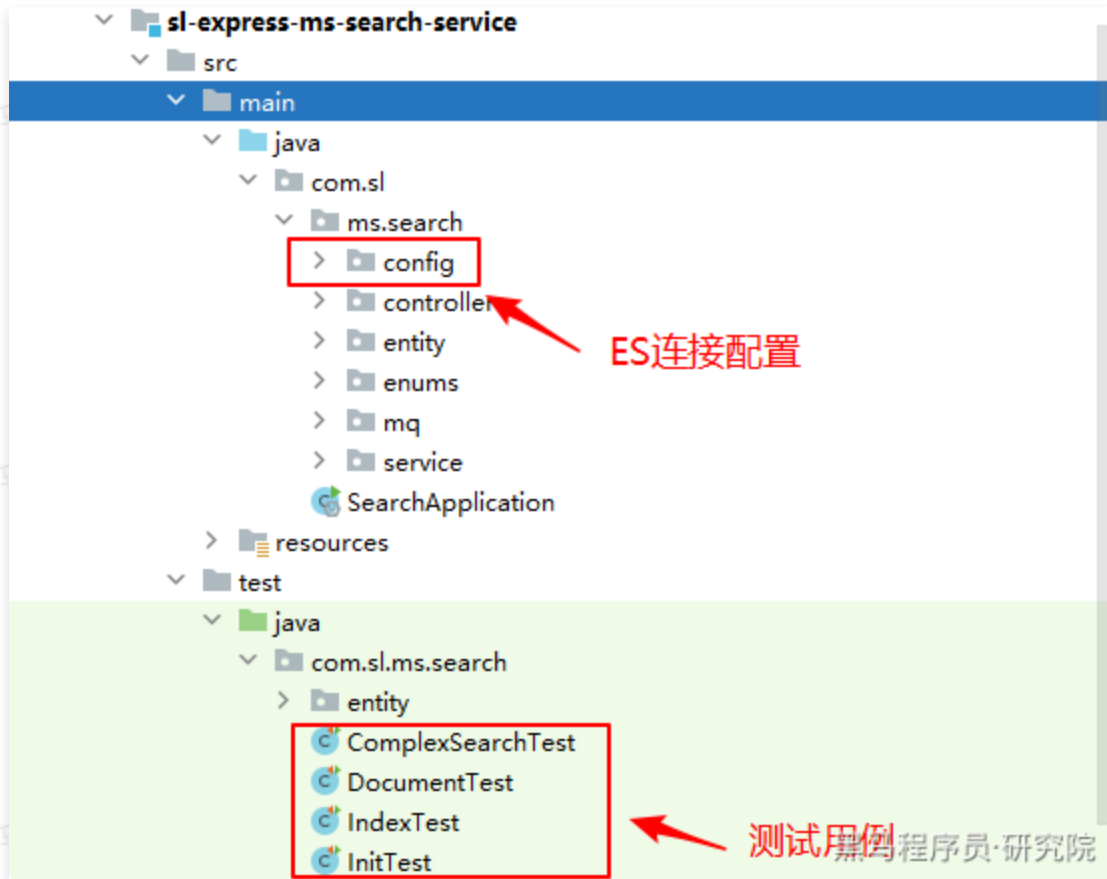 sl-express-ms-search-service
src
main
java
com.sl
ms.search
config
controller
ES连接配置
entity
enums
mq
service
SearchApplication
resources
test
java
com.sl.ms.search
entity
ComplexSearchTest
DocumentTest
IndexTest
测试用例
黑马程序员·研究院
InitTest